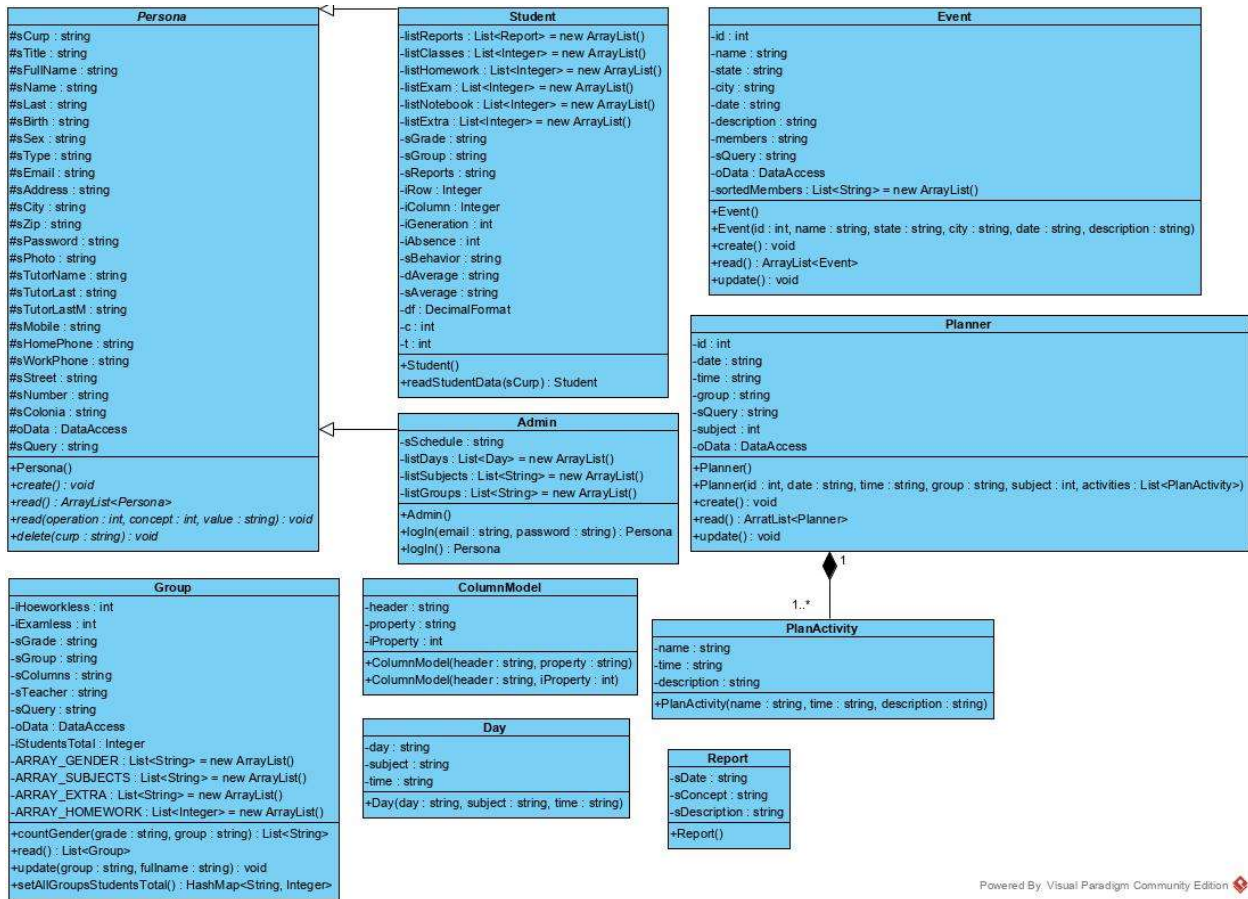 Persona
#sCurp : string
#sTitle : string
#sFullName : string
#sName : string
#sLast : string
#sBirth : string
#sSex : string
#sType : string
#sEmail : string
#sAddress : string
#sCity : string
#sZip : string
#sPassword : string
#sPhoto : string
#sTutorName : string
#sTutorLast : string
#sTutorLastM : string
#sMobile : string
#sHomePhone : string
#sWorkPhone : string
#sStreet : string
#sNumber : string
#sColonia : string
#oData : DataAccess
#sQuery : string
+Persona()
+create() : void
+read() : ArrayList<Persona>
+read(operation : int, concept : int, value : string) : void
+delete(curp : string) : void
Student
-listReports : List<Report> = new ArrayList()
-listClasses : List<Integer> = new ArrayList()
-listHomework : List<Integer> = new ArrayList()
-listExam : List<Integer> = new ArrayList()
-listNotebook : List<Integer> = new ArrayList()
-listExtra : List<Integer> = new ArrayList()
-sGrade : string
-sGroup : string
-sReports : string
-iRow : Integer
-iColumn : Integer
-iGeneration : int
-iAbsence : int
-sBehavior : string
-dAverage : string
-sAverage : string
-df : DecimalFormat
-c : int
-t : int
+Student()
+readStudentData(sCurp) : Student
Event
-id : int
-name : string
-state : string
-city : string
-date : string
-description : string
-members : string
-sQuery : string
-oData : DataAccess
-sortedMembers : List<String> = new ArrayList()
+Event()
+Event(id : int, name : string, state : string, city : string, date : string, description : string)
+create() : void
+read() : ArrayList<Event>
+update() : void
Admin
-sSchedule : string
-listDays : List<Day> = new ArrayList()
-listSubjects : List<String> = new ArrayList()
-listGroups : List<String> = new ArrayList()
+Admin()
+logIn(email : string, password : string) : Persona
+logIn() : Persona
Planner
-id : int
-date : string
-time : string
-group : string
-sQuery : string
-subject : int
-oData : DataAccess
+Planner()
+Planner(id : int, date : string, time : string, group : string, subject : int, activities : List<PlanActivity>)
+create() : void
+read() : ArratList<Planner>
+update() : void
1
1..*
Group
-iHoeworkless : int
-iExamless : int
-sGrade : string
-sGroup : string
-sColumns : string
-sTeacher : string
-sQuery : string
-oData : DataAccess
-iStudentsTotal : Integer
-ARRAY_GENDER : List<String> = new ArrayList()
-ARRAY_SUBJECTS : List<String> = new ArrayList()
-ARRAY_EXTRA : List<String> = new ArrayList()
-ARRAY_HOMEWORK : List<Integer> = new ArrayList()
+countGender(grade : string, group : string) : List<String>
+read() : List<Group>
+update(group : string, fullname : string) : void
+setAllGroupsStudentsTotal() : HashMap<String, Integer>
ColumnModel
-header : string
-property : string
-iProperty : int
+ColumnModel(header : string, property : string)
+ColumnModel(header : string, iProperty : int)
PlanActivity
-name : string
-time : string
-description : string
+PlanActivity(name : string, time : string, description : string)
Day
-day : string
-subject : string
-time : string
+Day(day : string, subject : string, time : string)
Report
-sDate : string
-sConcept : string
-sDescription : string
+Report()
Powered By Visual Paradigm Community Edition